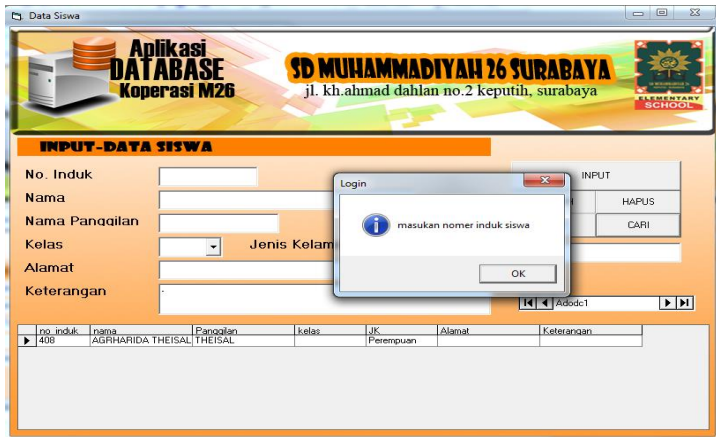 Data Siswa
Aplikasi
DATABASE
Koperasi M26
SD MUHAMMADIYAH 26 SURABAYA
jl. kh.ahmad dahlan no.2 keputih, surabaya
ELEMENTARY
SCHOOL
INPUT-DATA SISWA
No. Induk
INPUT
Login
Nama
HAPUS
masukan nomer induk siswa
Nama Panggilan
CARI
Kelas
Jenis Kelam
Alamat
OK
Keterangan
-
Adodc1
no_induk nama Panggilan kelas JK Alamat Keterangan
408 AGRHARIDA THEISAL THEISAL Perempuan